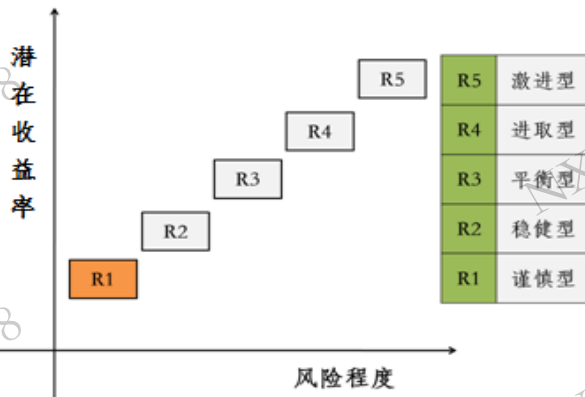 潜在收益率
R5
R4
R3
R2
R1
风险程度
R5 激进型
R4 进取型
R3 平衡型
R2 稳健型
R1 谨慎型